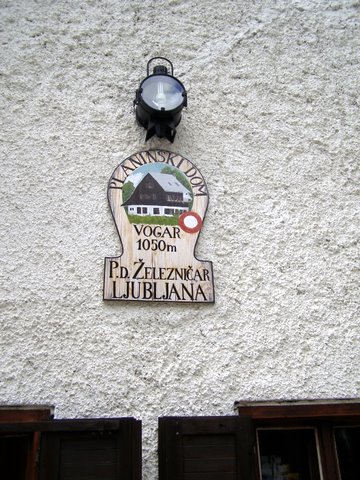 PLANINSKI DOM
VOGAR
1050m
P.D. ŽELEZNIČAR
LJUBLJANA